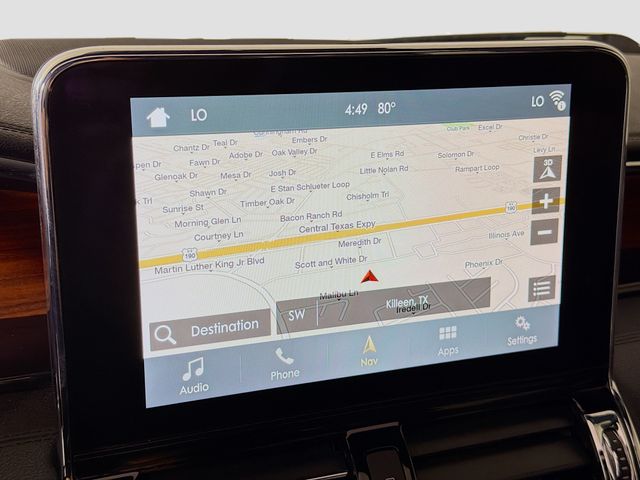 LO 4:49 80° LO
Club Park Excel Dr
Teal Dr Embers Dr Christie Dr
Chantz Dr Oak Valley Dr Levy Ln
Adobe Dr E Elms Rd Solomon Dr
Fawn Dr 3D
Glenoak Dr Mesa Dr Josh Dr Little Nolan Rd Rampart Loop
Shawn Dr E Stan Schlueter Loop
Timber Oak Dr Chisholm Trl
Sunrise St
Morning Glen Ln Bacon Ranch Rd 190
Courtney Ln Central Texas Expy
190 Meredith Dr Illinois Ave
Martin Luther King Jr Blvd Scott and White Dr Phoenix Dr
Malibu Ln
SW Killeen, TX
Iredell Dr
Destination
Audio Phone Nav Apps Settings